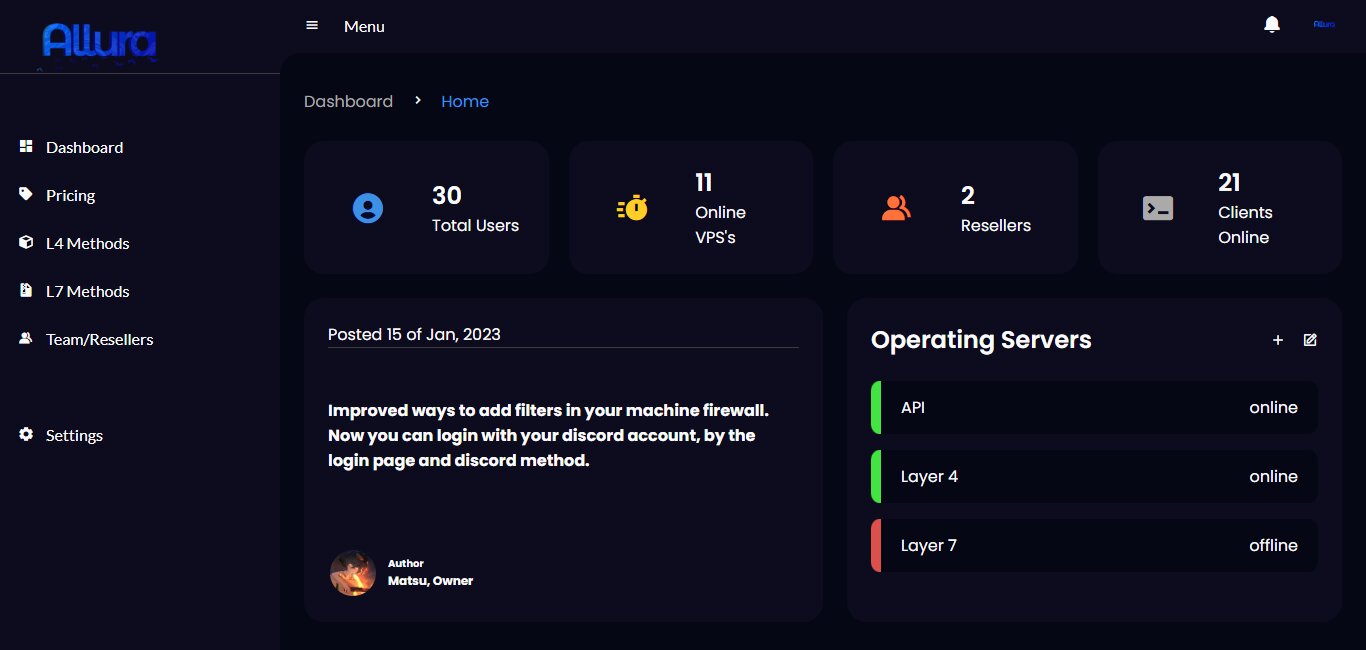 Allura
Menu
Allura
Dashboard
Pricing
L4 Methods
L7 Methods
Team/Resellers
Settings
Dashboard > Home
30
Total Users
11
Online
VPS's
2
Resellers
21
Clients
Online
Posted 15 of Jan, 2023
Improved ways to add filters in your machine firewall.
Now you can login with your discord account, by the
login page and discord method.
Author
Matsu, Owner
Operating Servers
API online
Layer 4 online
Layer 7 offline